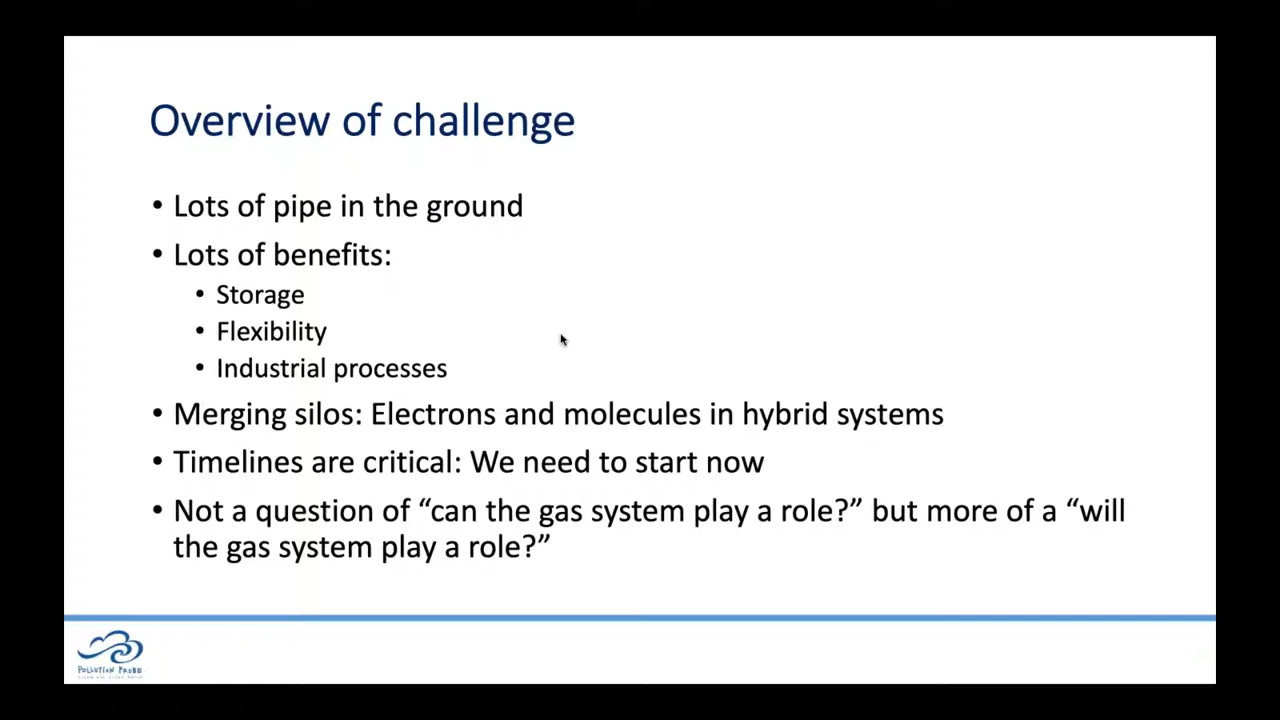 Overview of challenge
• Lots of pipe in the ground
• Lots of benefits:
• Storage
• Flexibility
• Industrial processes
• Merging silos: Electrons and molecules in hybrid systems
• Timelines are critical: We need to start now
• Not a question of “can the gas system play a role?” but more of a “will
the gas system play a role?”
POLLUTION PROBE